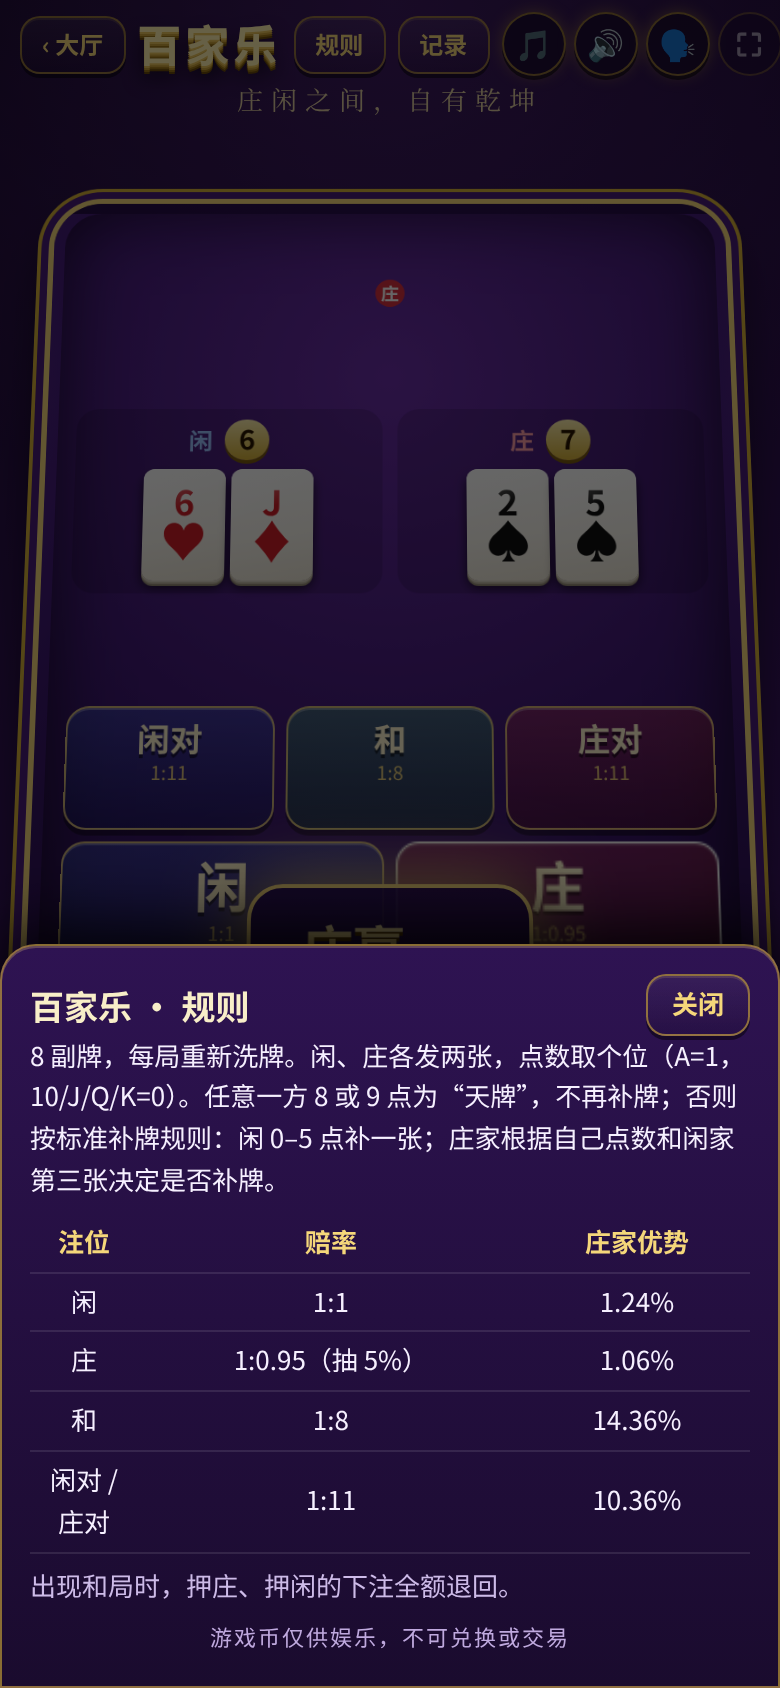 ‹ 大厅
百家乐
规则
记录
庄闲之间，自有乾坤
庄
闲 6
庄 7
6 J
2 5
闲对
1:11
和
1:8
庄对
1:11
闲
1:1
庄
1:0.95
庄赢
百家乐 · 规则
关闭
8 副牌，每局重新洗牌。闲、庄各发两张，点数取个位（A=1，
10/J/Q/K=0）。任意一方 8 或 9 点为“天牌”，不再补牌；否则
按标准补牌规则：闲 0–5 点补一张；庄家根据自己点数和闲家
第三张决定是否补牌。
注位 赔率 庄家优势
闲 1:1 1.24%
庄 1:0.95（抽 5%） 1.06%
和 1:8 14.36%
闲对 /
庄对 1:11 10.36%
出现和局时，押庄、押闲的下注全额退回。
游戏币仅供娱乐，不可兑换或交易